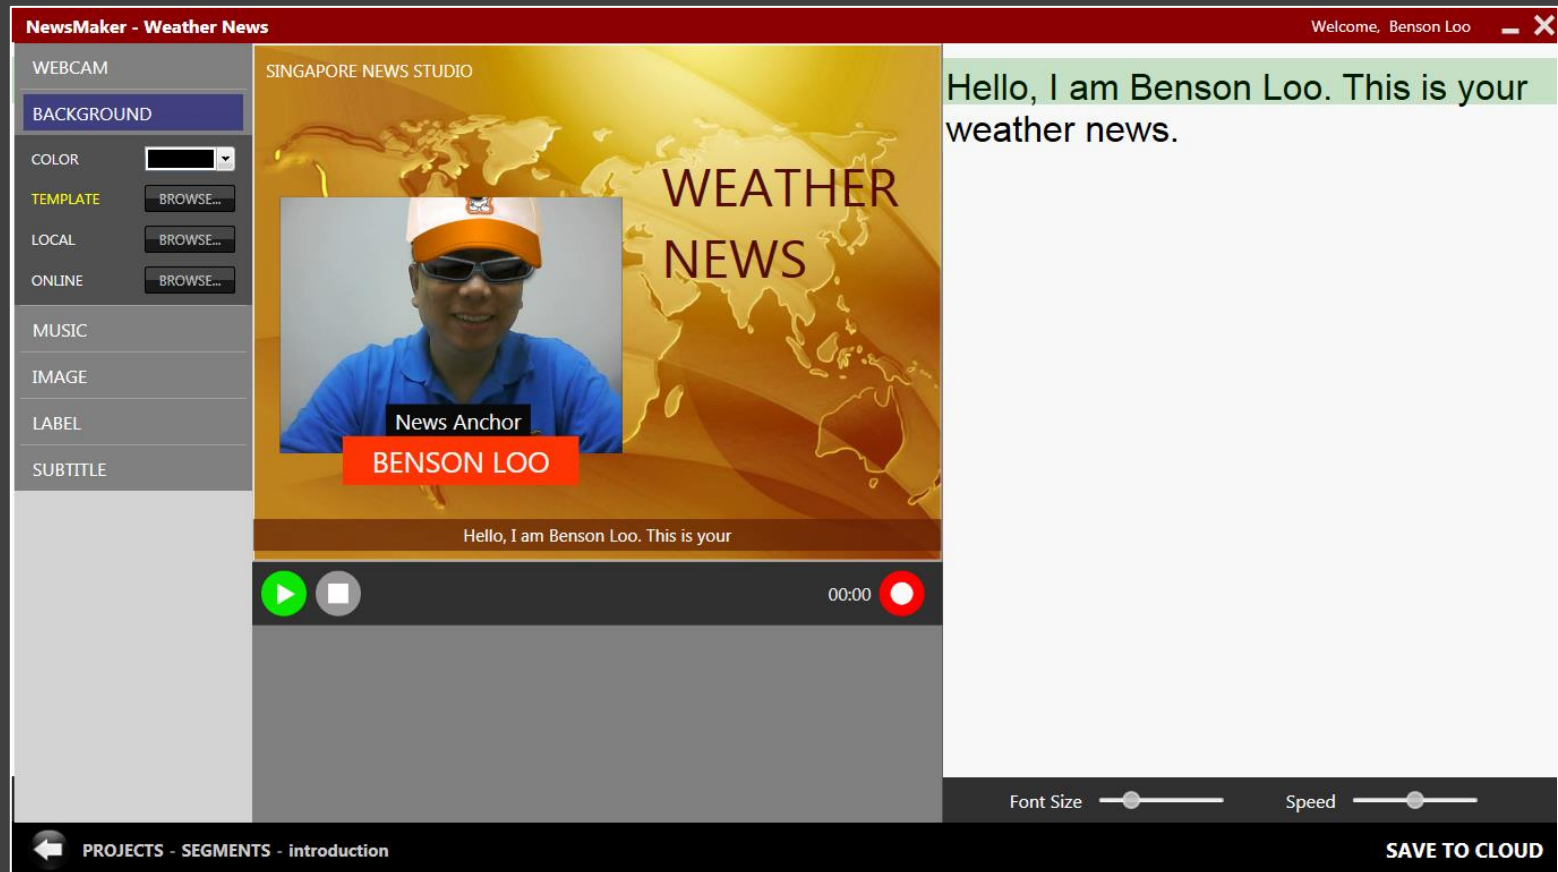 NewsMaker - Weather News
Welcome, Benson Loo
WEBCAM
BACKGROUND
COLOR
TEMPLATE
BROWSE...
LOCAL
BROWSE...
ONLINE
BROWSE...
MUSIC
IMAGE
LABEL
SUBTITLE
SINGAPORE NEWS STUDIO
WEATHER
NEWS
News Anchor
BENSON LOO
Hello, I am Benson Loo. This is your
00:00
Hello, I am Benson Loo. This is your
weather news.
Font Size
Speed
PROJECTS - SEGMENTS - introduction
SAVE TO CLOUD